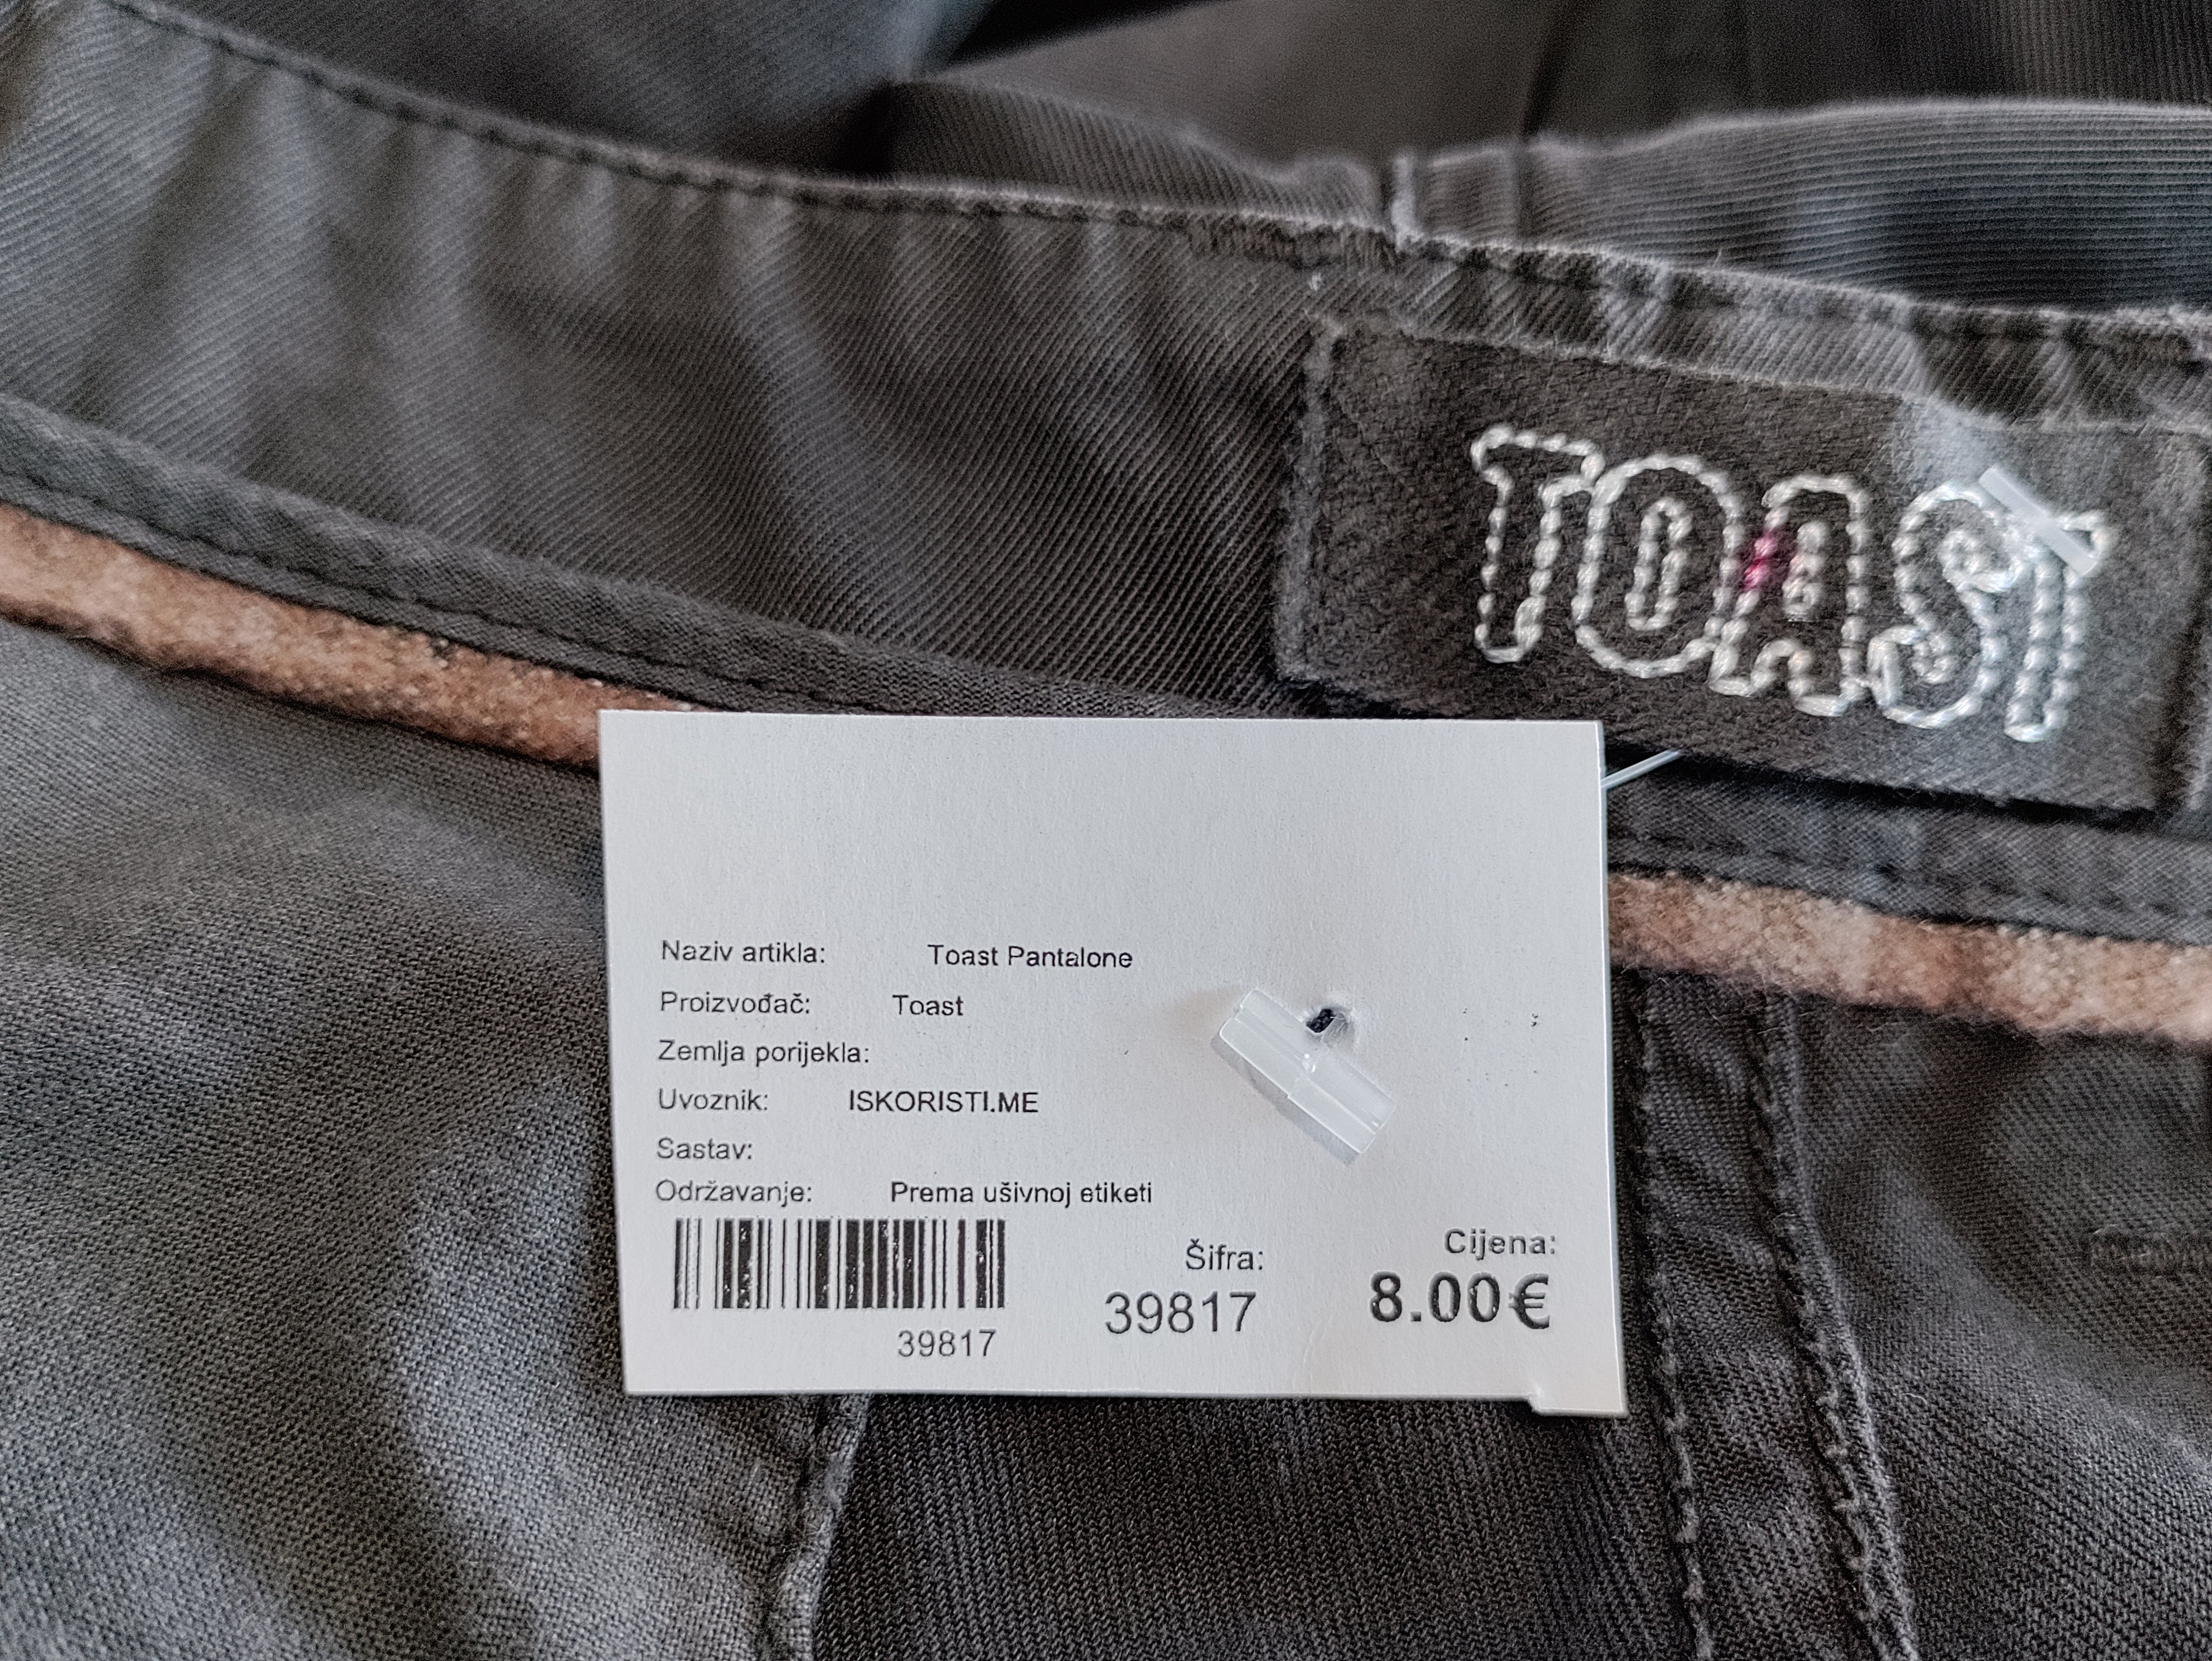 TOAST
Naziv artikla: Toast Pantalone
Proizvođač: Toast
Zemlja porijekla:
Uvoznik: ISKORISTI.ME
Sastav:
Održavanje: Prema ušivnoj etiketi
39817
Šifra:
39817
Cijena:
8.00€